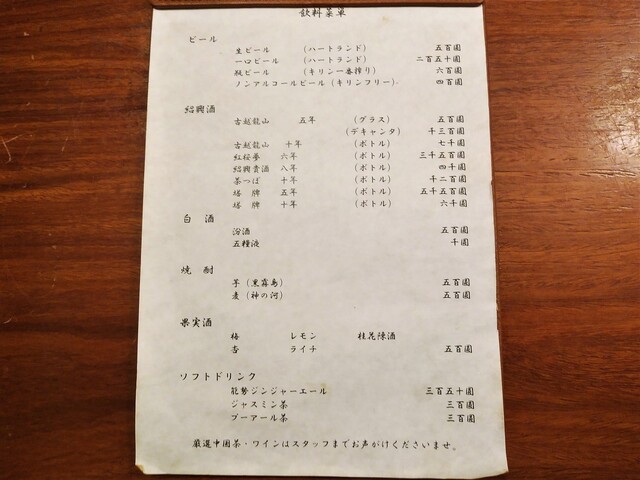 飲料菜単
ビール
生ビール (ハートランド) 五百圓
一口ビール (ハートランド) 二百五十圓
瓶ビール (キリン一番搾り) 六百圓
ノンアルコールビール (キリンフリー) 四百圓
紹興酒
古越龍山 五年 (グラス) 五百圓
(デキャンタ) 千三百圓
古越龍山 十年 (ボトル) 七千圓
紅桜夢 六年 (ボトル) 三千五百圓
紹興貴酒 八年 (ボトル) 四千圓
茶つぼ 十年 (ボトル) 千二百圓
塔牌 五年 (ボトル) 五千五百圓
塔牌 十年 (ボトル) 六千圓
白酒
汾酒 五百圓
五糧液 千圓
焼酎
芋 (黒霧島) 五百圓
麦 (神の河) 五百圓
果実酒
梅 レモン 桂花陳酒
杏 ライチ 五百圓
ソフトドリンク
能勢ジンジャーエール 三百五十圓
ジャスミン茶 三百圓
プーアール茶 三百圓
厳選中国茶・ワインはスタッフまでお声がけくださいませ。